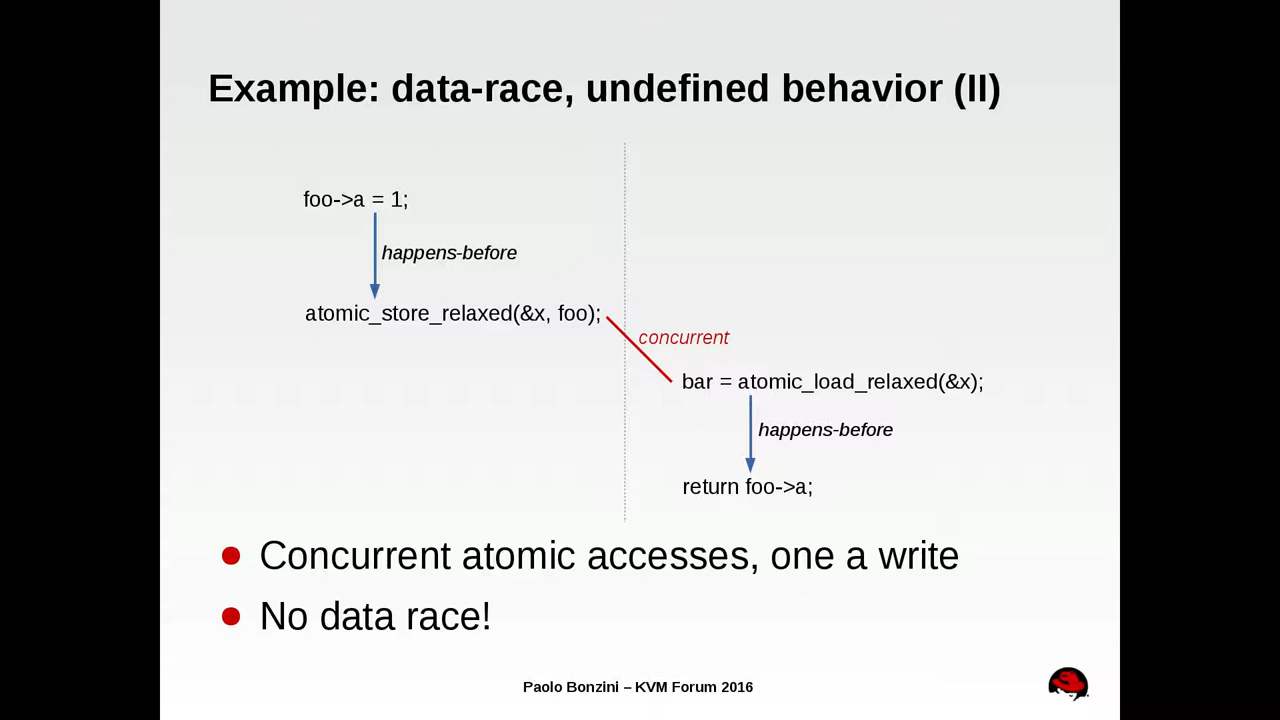 Example: data-race, undefined behavior (II)
foo->a = 1;
happens-before
atomic_store_relaxed(&x, foo);
concurrent
bar = atomic_load_relaxed(&x);
happens-before
return foo->a;
Concurrent atomic accesses, one a write
No data race!
Paolo Bonzini – KVM Forum 2016